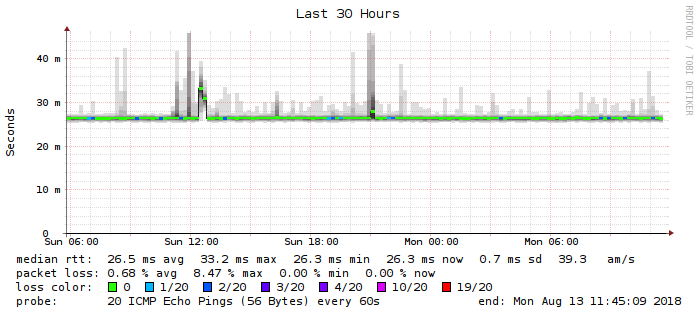 Last 30 Hours
RRDTOOL / TOBI OETIKER
Seconds
40 m
30 m
20 m
10 m
0
Sun 06:00 Sun 12:00 Sun 18:00 Mon 00:00 Mon 06:00
median rtt: 26.5 ms avg 33.2 ms max 26.3 ms min 26.3 ms now 0.7 ms sd 39.3 am/s
packet loss: 0.68 % avg 8.47 % max 0.00 % min 0.00 % now
loss color: 0 1/20 2/20 3/20 4/20 10/20 19/20
probe: 20 ICMP Echo Pings (56 Bytes) every 60s end: Mon Aug 13 11:45:09 2018